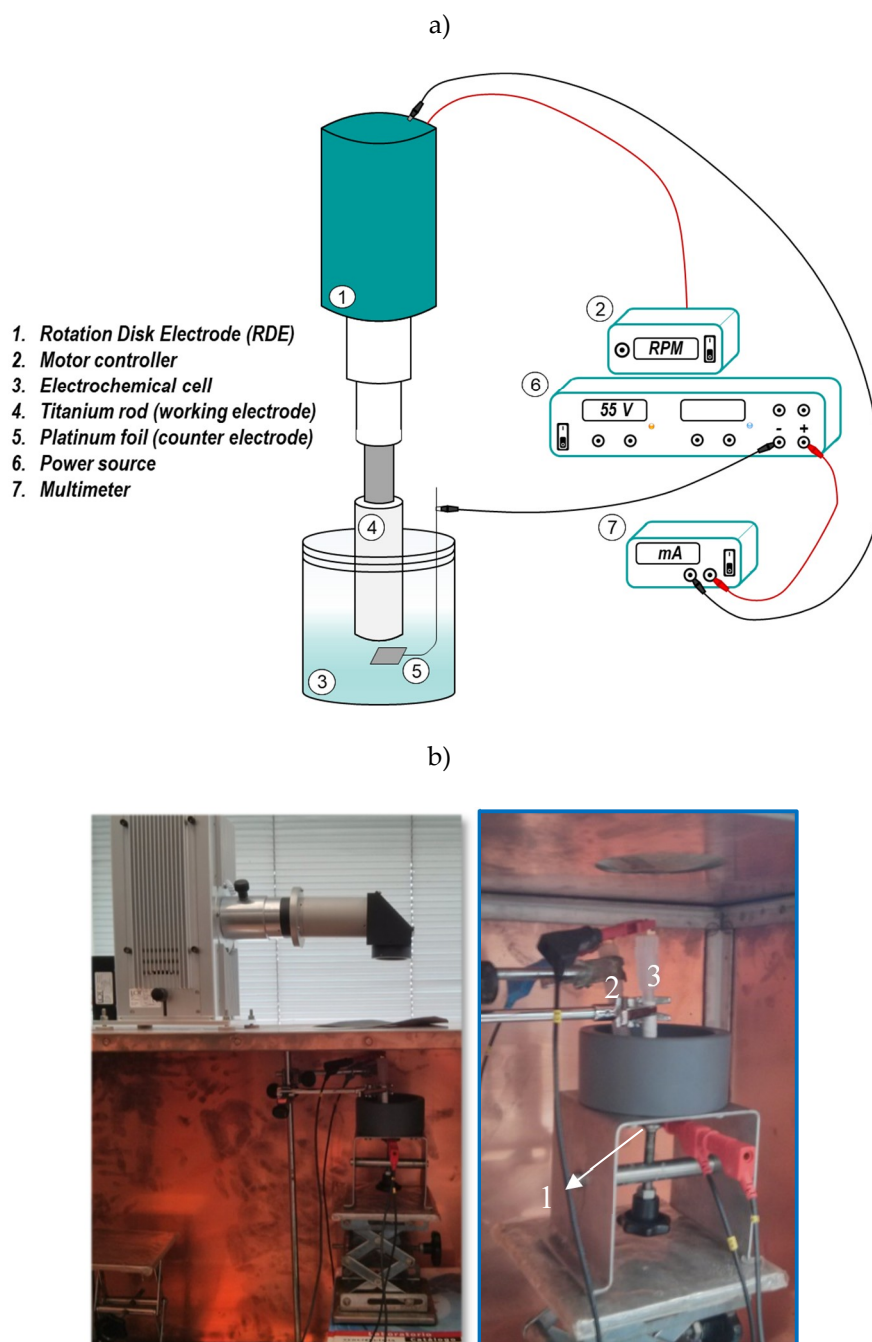 a)
1
2
RPM
6
55 V
-
+
1. Rotation Disk Electrode (RDE)
2. Motor controller
3. Electrochemical cell
4. Titanium rod (working electrode)
5. Platinum foil (counter electrode)
6. Power source
7. Multimeter
4
7
mA
5
3
b)
3
2
1